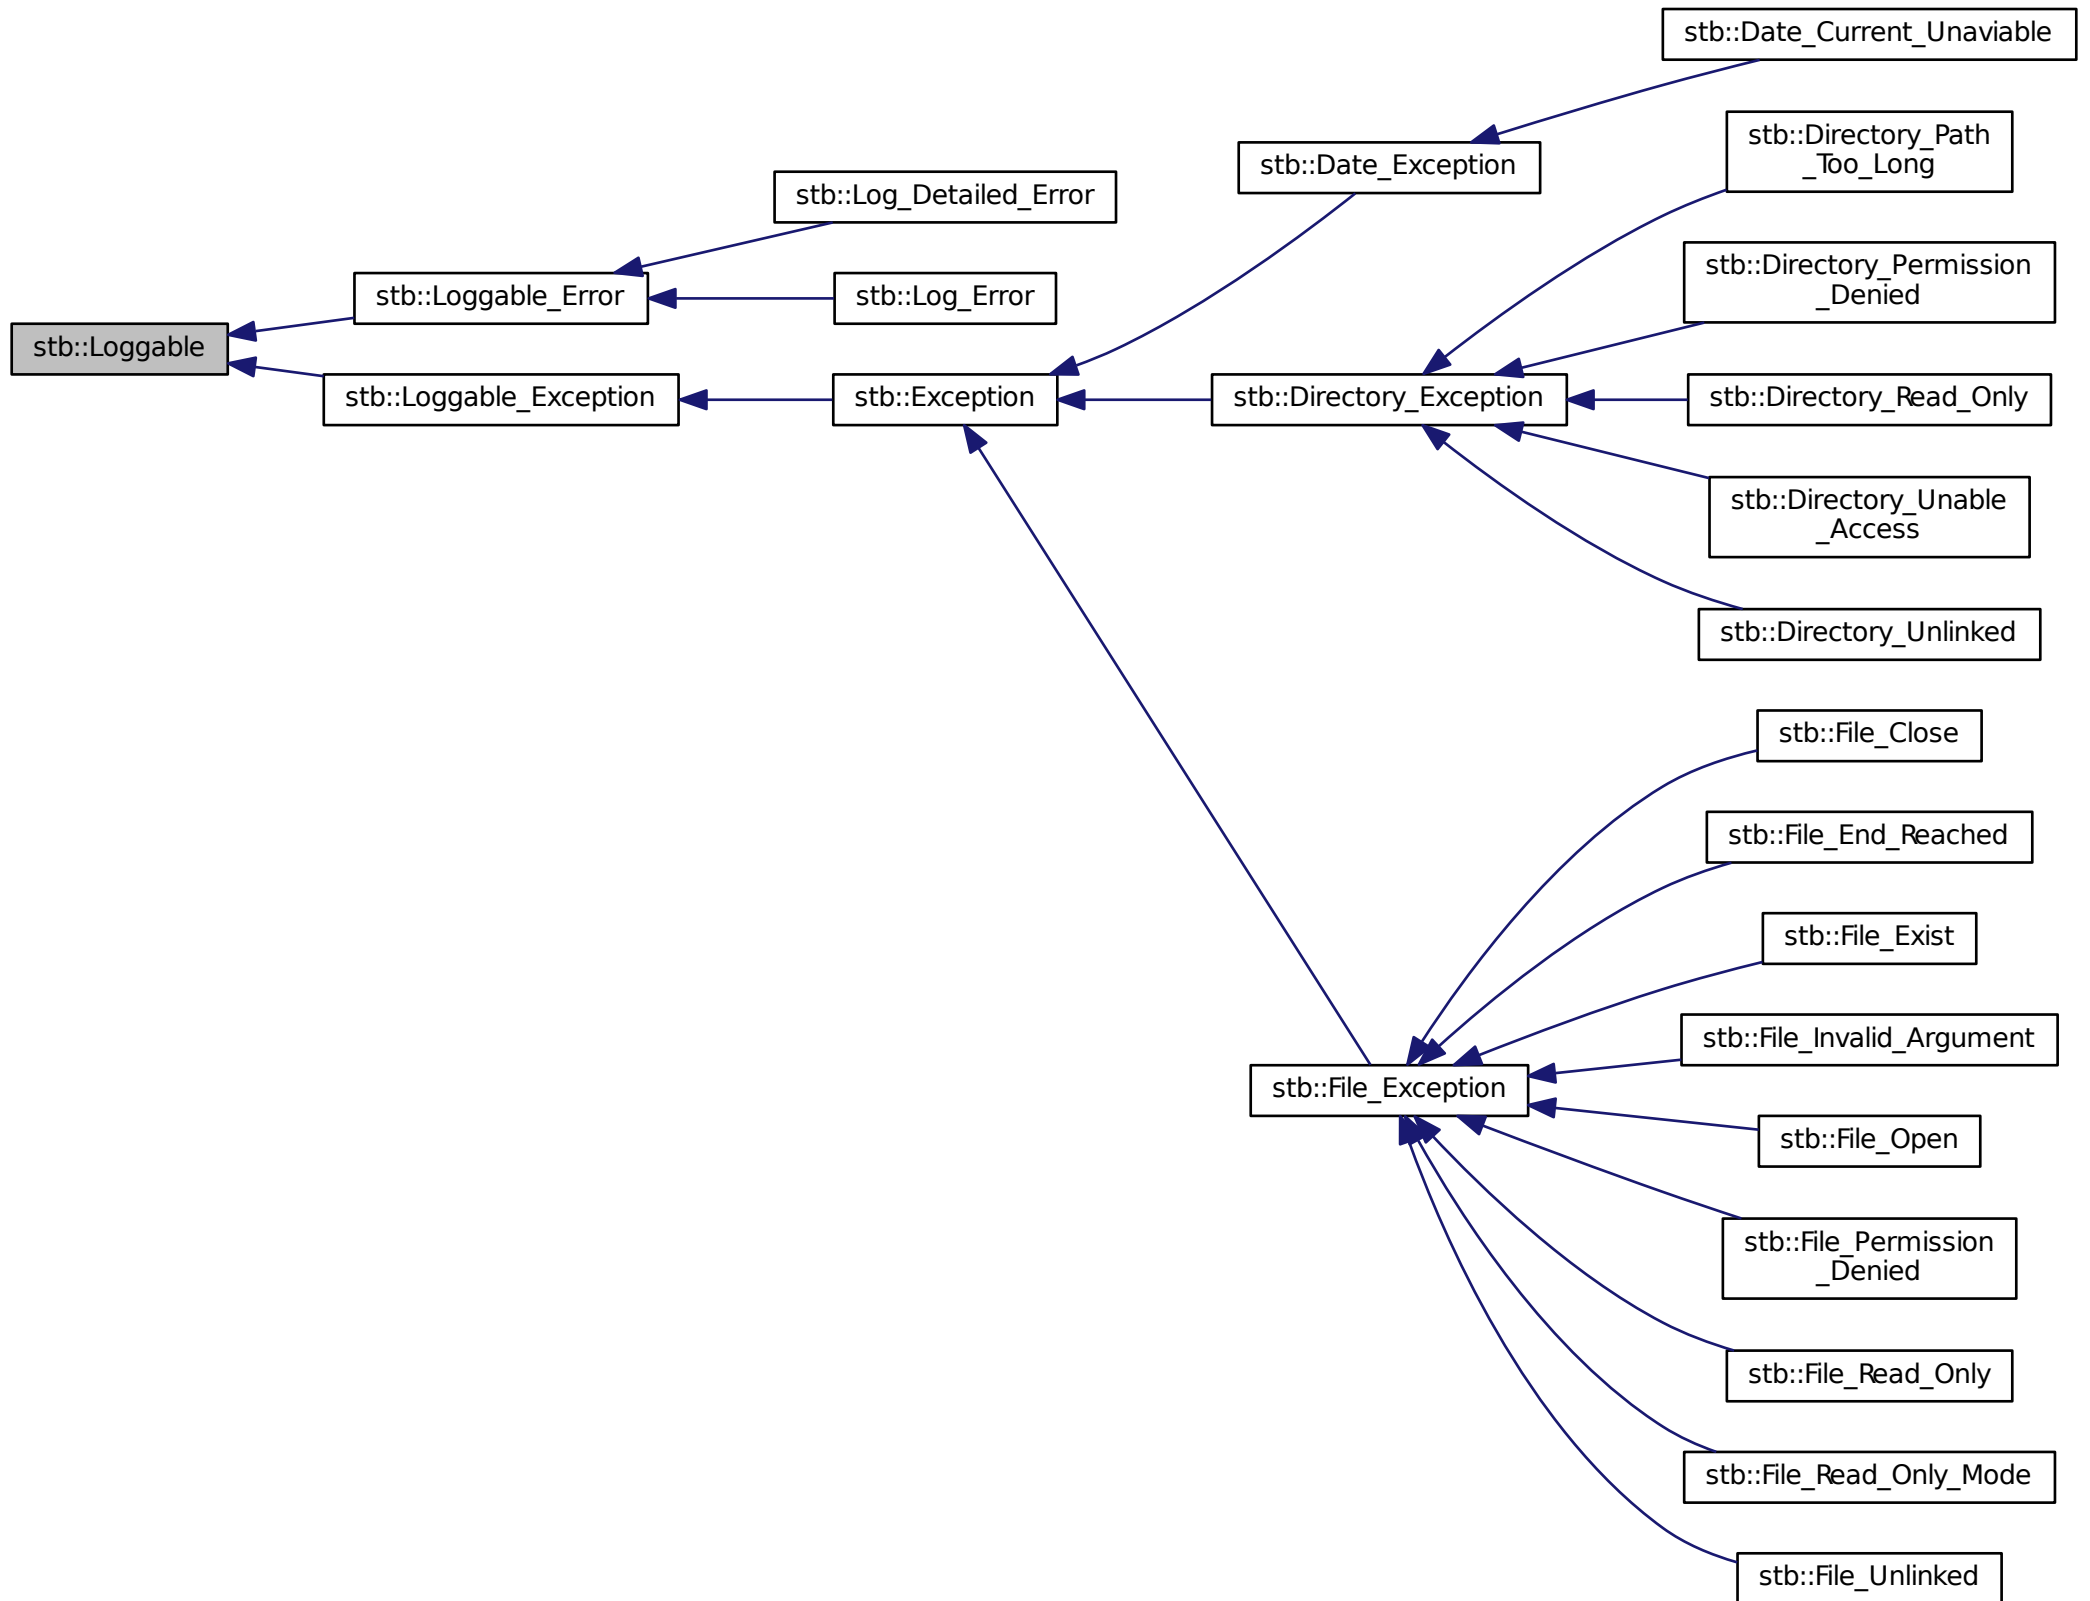 stb::Date_Current_Unaviable
stb::Directory_Path
_Too_Long
stb::Date_Exception
stb::Log_Detailed_Error
stb::Directory_Permission
_Denied
stb::Loggable_Error
stb::Log_Error
stb::Loggable
stb::Loggable_Exception
stb::Exception
stb::Directory_Exception
stb::Directory_Read_Only
stb::Directory_Unable
_Access
stb::Directory_Unlinked
stb::File_Close
stb::File_End_Reached
stb::File_Exist
stb::File_Invalid_Argument
stb::File_Exception
stb::File_Open
stb::File_Permission
_Denied
stb::File_Read_Only
stb::File_Read_Only_Mode
stb::File_Unlinked